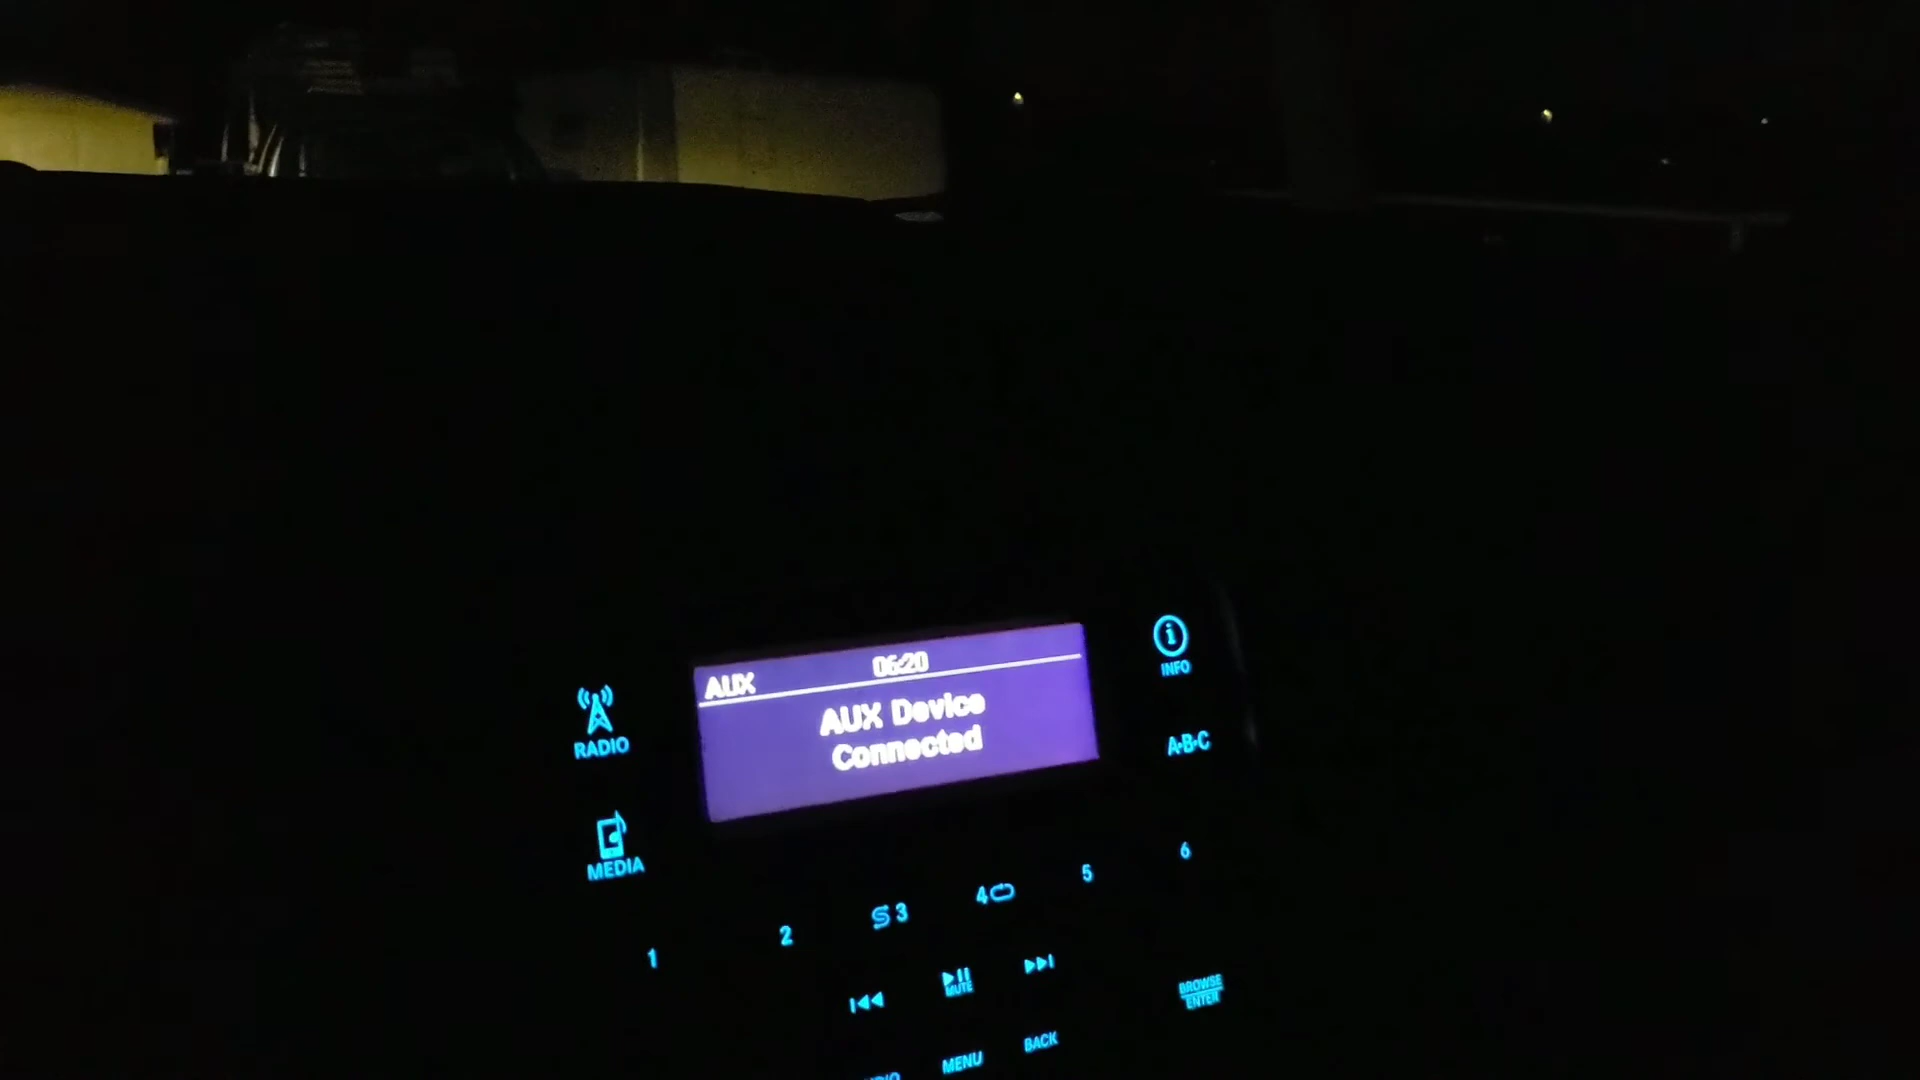 AUX 06:20
AUX Device
Connected
RADIO
MEDIA
INFO
A·B·C
1 2 3 4 5 6
MUTE
BROWSE
ENTER
MENU
BACK